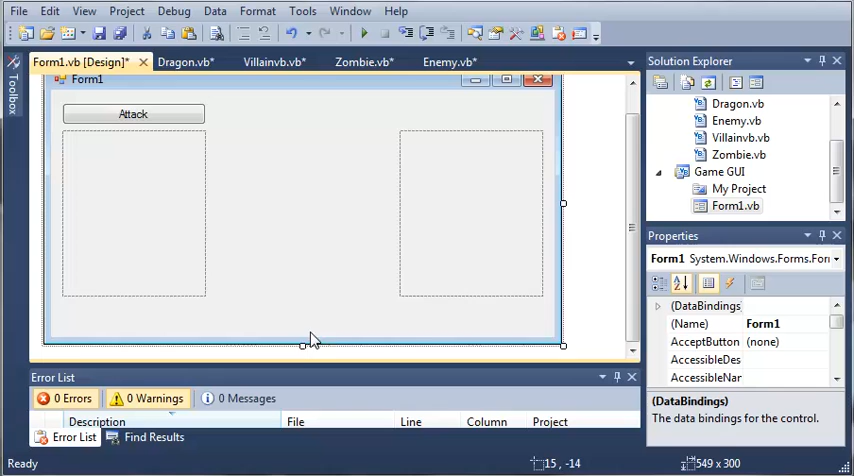 File Edit View Project Debug Data Format Tools Window Help
Form1.vb [Design]* Dragon.vb* Villainvb.vb* Zombie.vb* Enemy.vb*
Toolbox
Form1
Attack
Solution Explorer
Dragon.vb
Enemy.vb
Villainvb.vb
Zombie.vb
Game GUI
My Project
Form1.vb
Properties
Form1 System.Windows.Forms.For
(DataBindings
(Name) Form1
AcceptButton (none)
AccessibleDes
AccessibleNar
(DataBindings)
The data bindings for the control.
Error List
0 Errors 0 Warnings 0 Messages
Description File Line Column Project
Error List Find Results
Ready 15 , -14 549 x 300